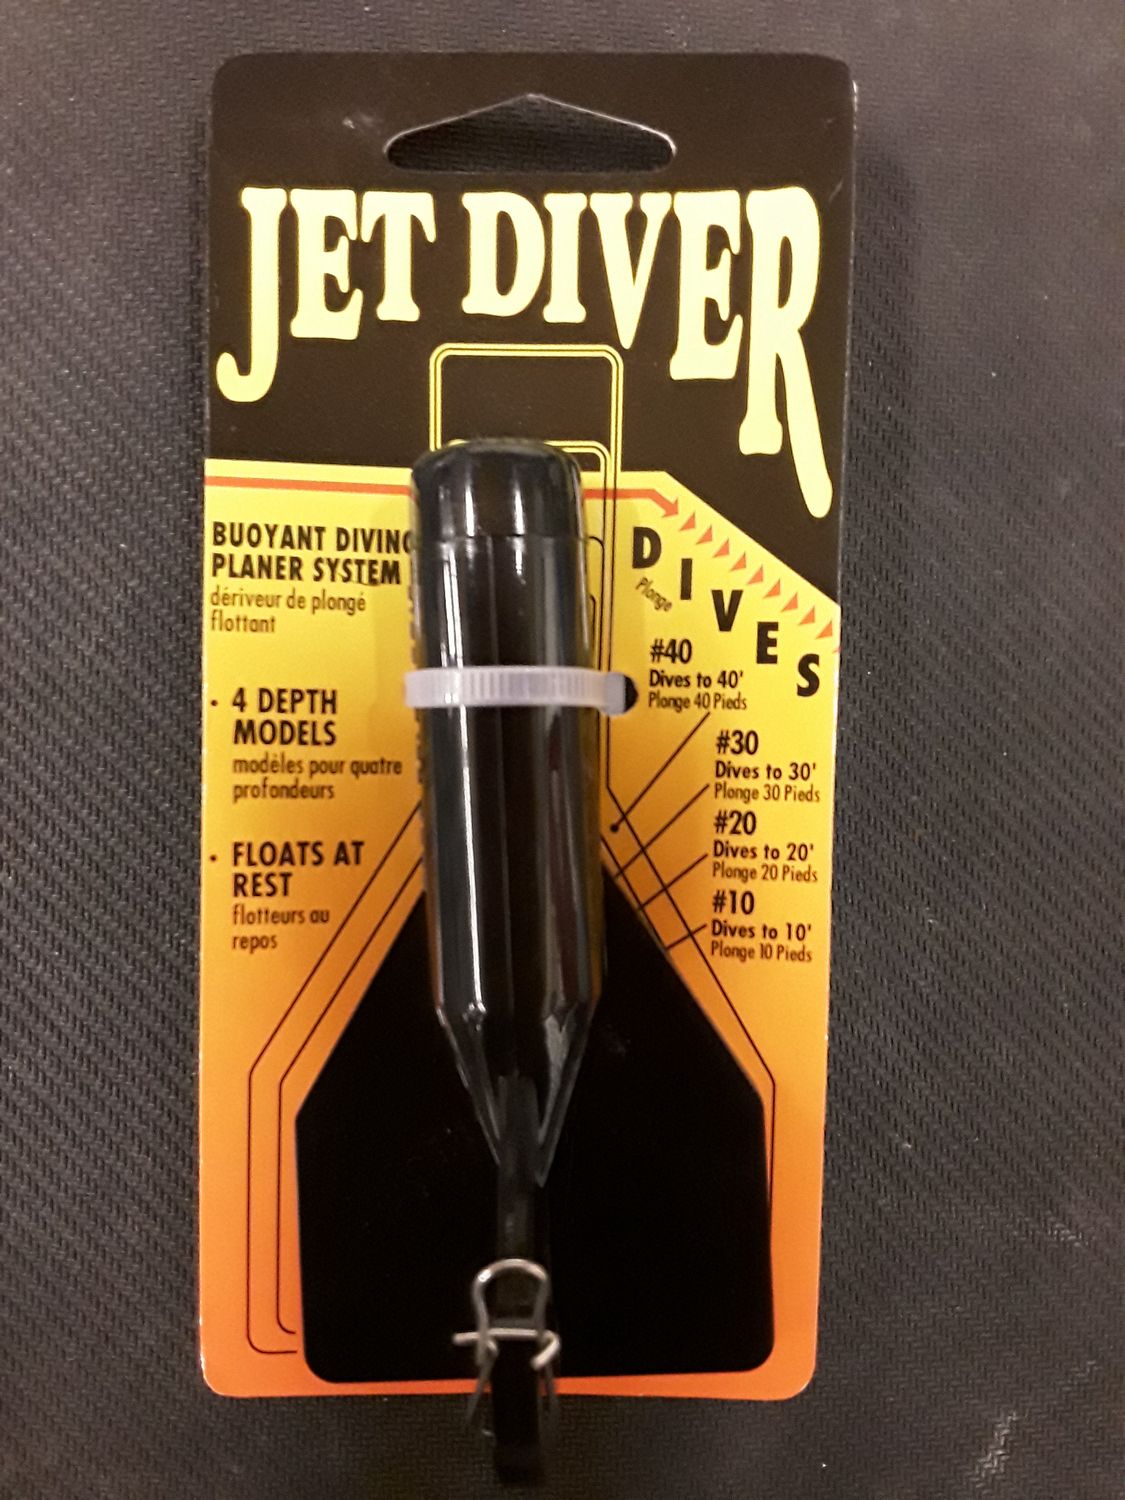 JET DIVER
BUOYANT DIVING
PLANER SYSTEM
dériveur de plongé
flottant
• 4 DEPTH
MODELS
modèles pour quatre
profondeurs
• FLOATS AT
REST
flotteurs au
repos
DIVES
Plonge
#40
Dives to 40'
Plonge 40 Pieds
#30
Dives to 30'
Plonge 30 Pieds
#20
Dives to 20'
Plonge 20 Pieds
#10
Dives to 10'
Plonge 10 Pieds